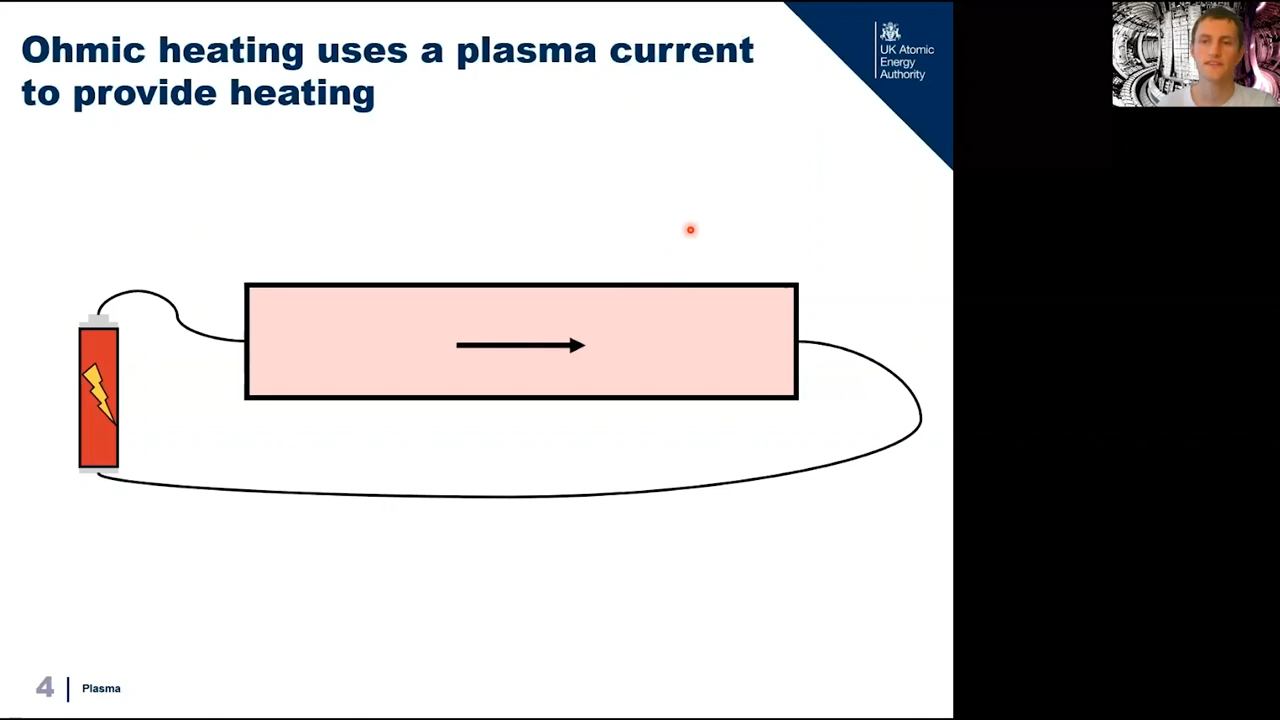 Ohmic heating uses a plasma current
to provide heating
UK Atomic
Energy
Authority
4
Plasma